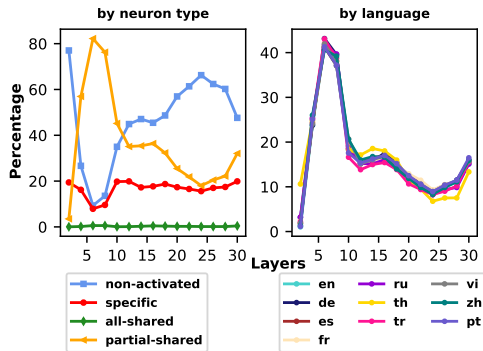 by neuron type
by language
Percentage
80
60
40
20
0
5 10 15 20 25 30
40
30
20
10
0
5 10 15 20 25 30
Layers
non-activated
specific
all-shared
partial-shared
en ru vi
de th zh
es tr pt
fr